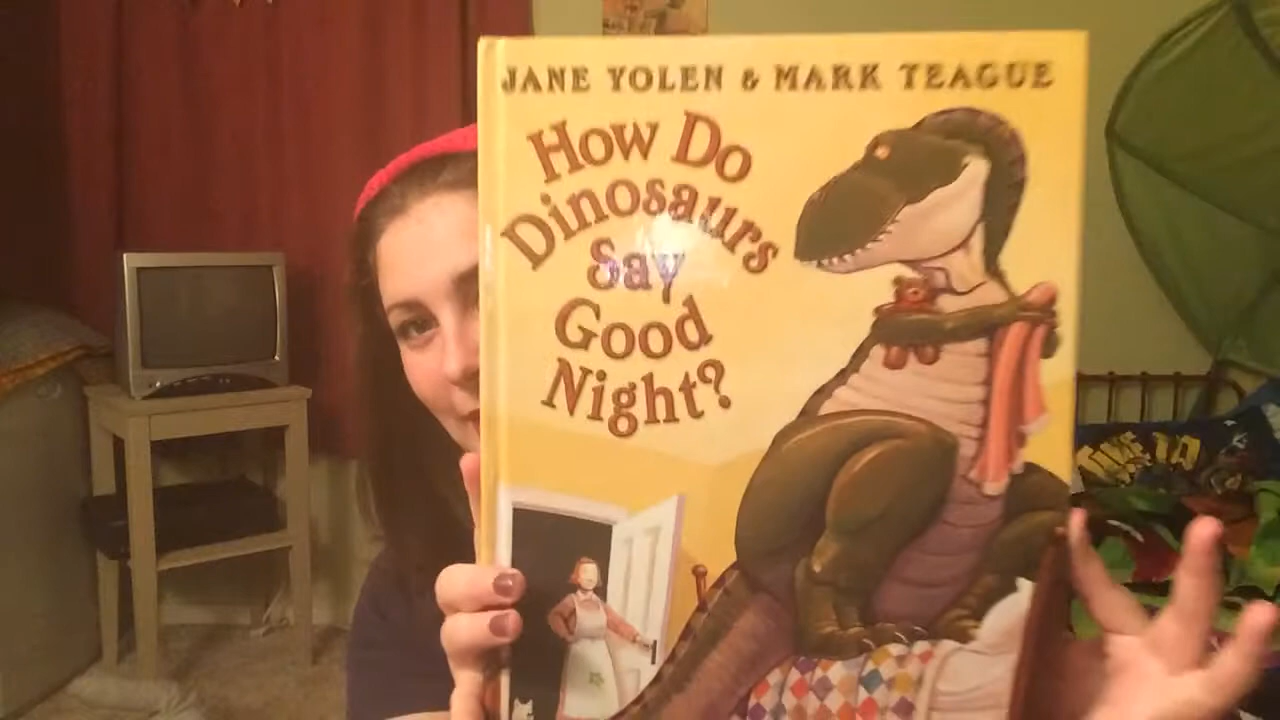 JANE YOLEN & MARK TEAGUE
How Do
Dinosaurs
Say
Good
Night?